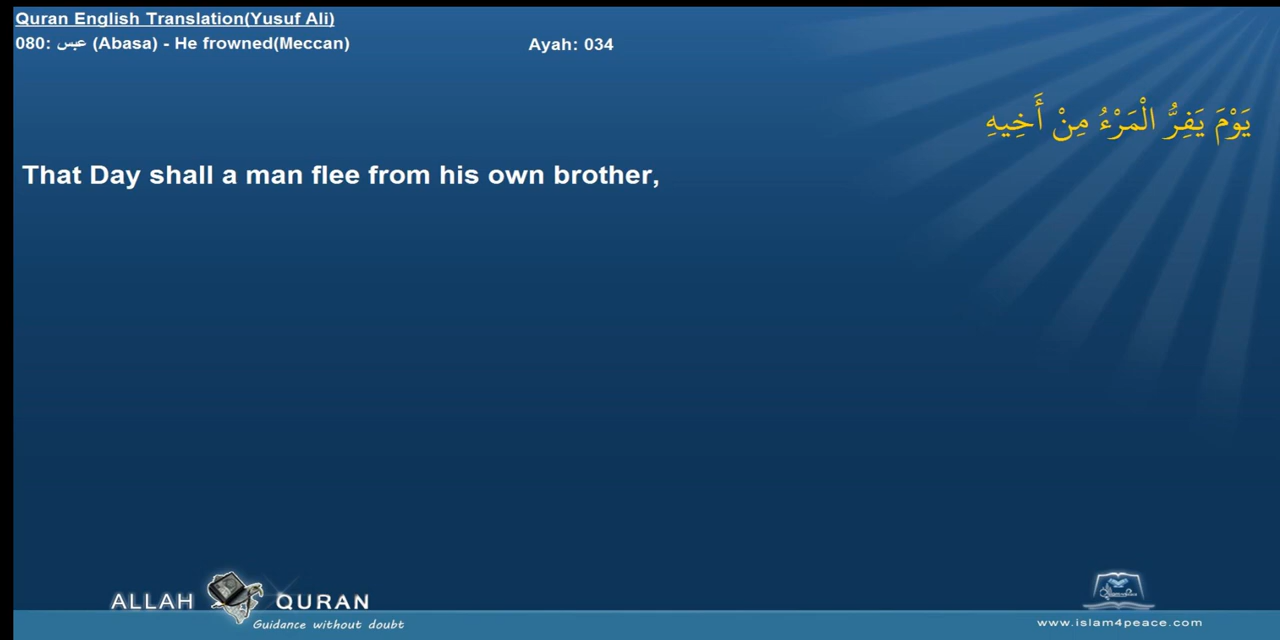 Quran English Translation(Yusuf Ali)
080: عبس (Abasa) - He frowned(Meccan)
Ayah: 034
يَوْمَ يَفِرُّ الْمَرْءُ مِنْ أَخِيهِ
That Day shall a man flee from his own brother,
ALLAH QURAN
Guidance without doubt
www.islam4peace.com